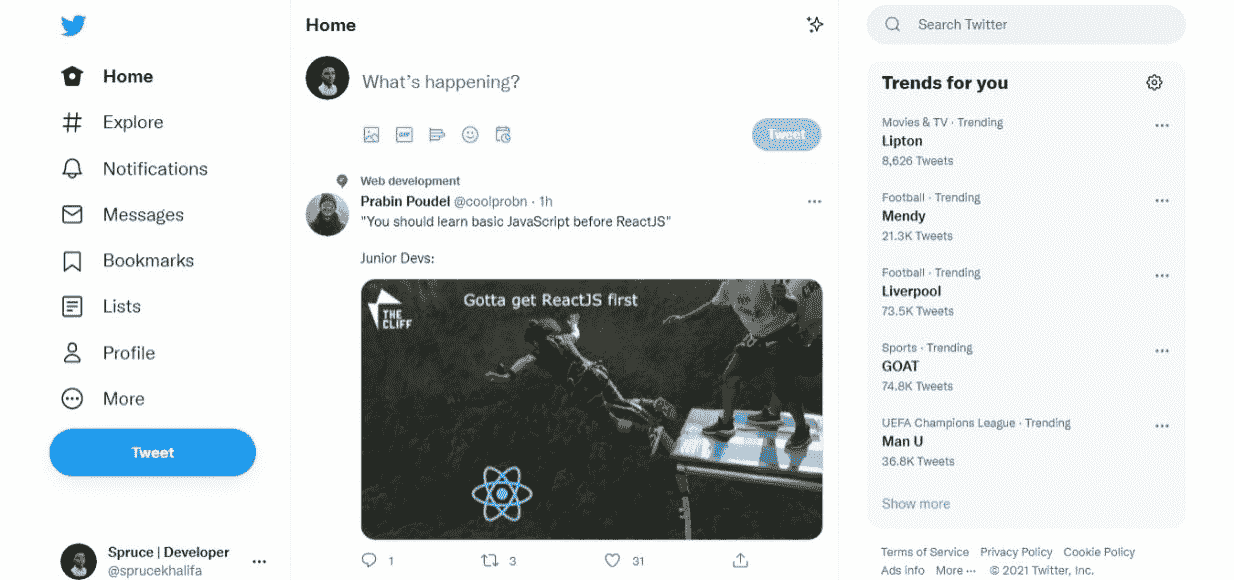 Home
Explore
Notifications
Messages
Bookmarks
Lists
Profile
More
Tweet
Spruce | Developer
@sprucekhalifa
Home
What's happening?
GIF
Tweet
Web development
Prabin Poudel @coolprobn · 1h
"You should learn basic JavaScript before ReactJS"
Junior Devs:
Gotta get ReactJS first
THE
CLIFF
1 3 31
Search Twitter
Trends for you
Movies & TV · Trending
Lipton
8,626 Tweets
Football · Trending
Mendy
21.3K Tweets
Football · Trending
Liverpool
73.5K Tweets
Sports · Trending
GOAT
74.8K Tweets
UEFA Champions League · Trending
Man U
36.8K Tweets
Show more
Terms of Service Privacy Policy Cookie Policy
Ads info More ··· © 2021 Twitter, Inc.